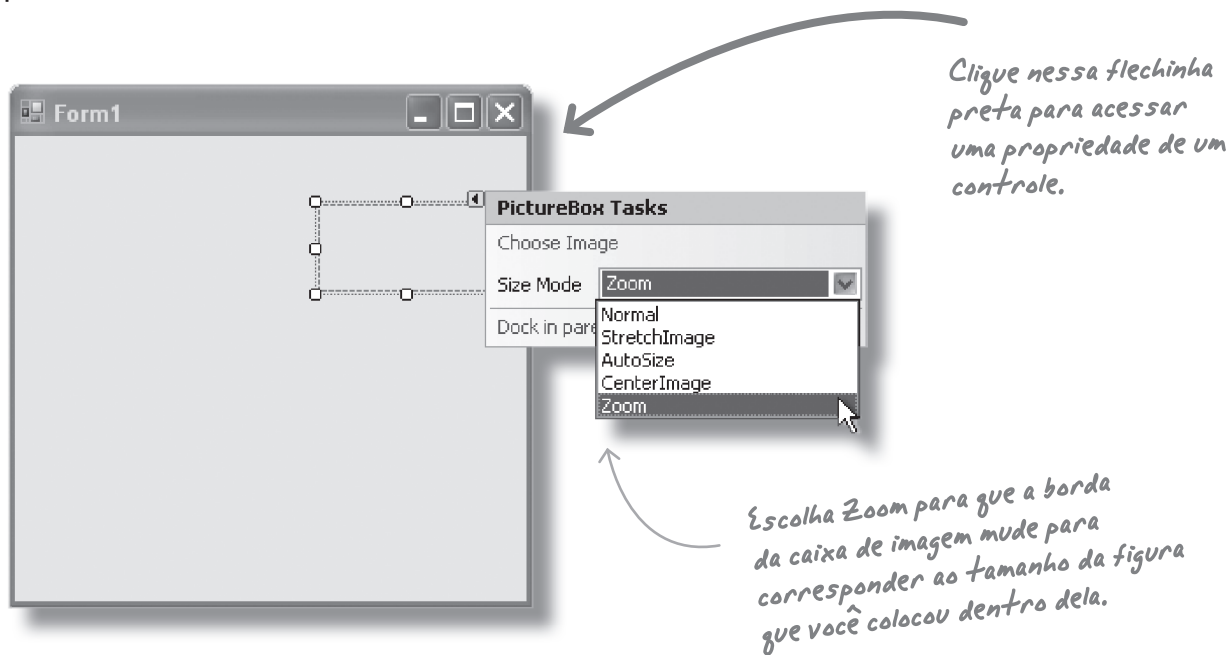 Clique nessa flechinha
preta para acessar
uma propriedade de um
controle.
Form1
PictureBox Tasks
Choose Image
Size Mode Zoom
Normal
StretchImage
AutoSize
CenterImage
Zoom
Dock in pare
Escolha Zoom para que a borda
da caixa de imagem mude para
corresponder ao tamanho da figura
que você colocou dentro dela.